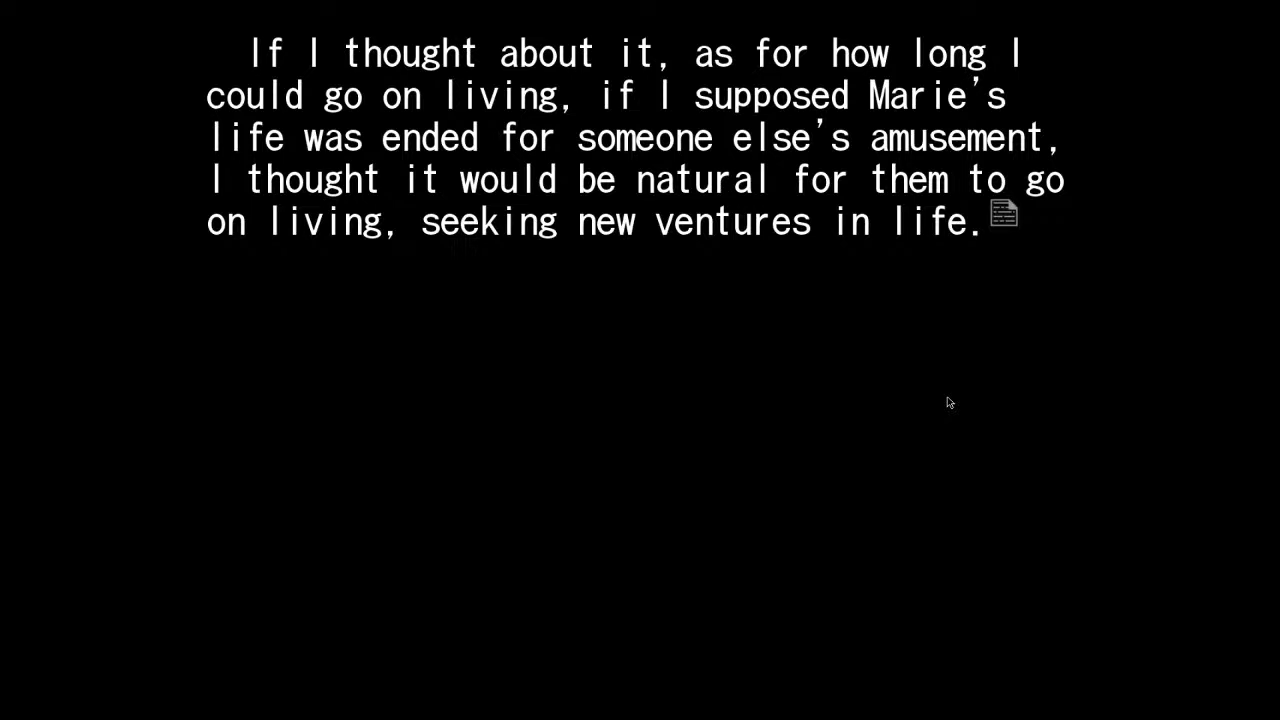 If I thought about it, as for how long I
could go on living, if I supposed Marie's
life was ended for someone else's amusement,
I thought it would be natural for them to go
on living, seeking new ventures in life.